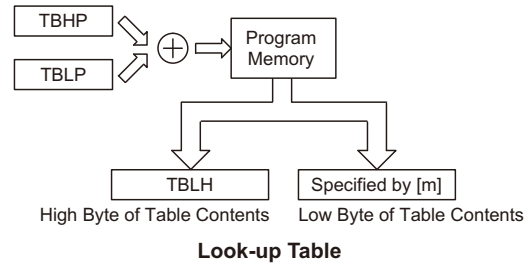 TBHP
TBLP
Program
Memory
TBLH
Specified by [m]
High Byte of Table Contents
Low Byte of Table Contents
Look-up Table